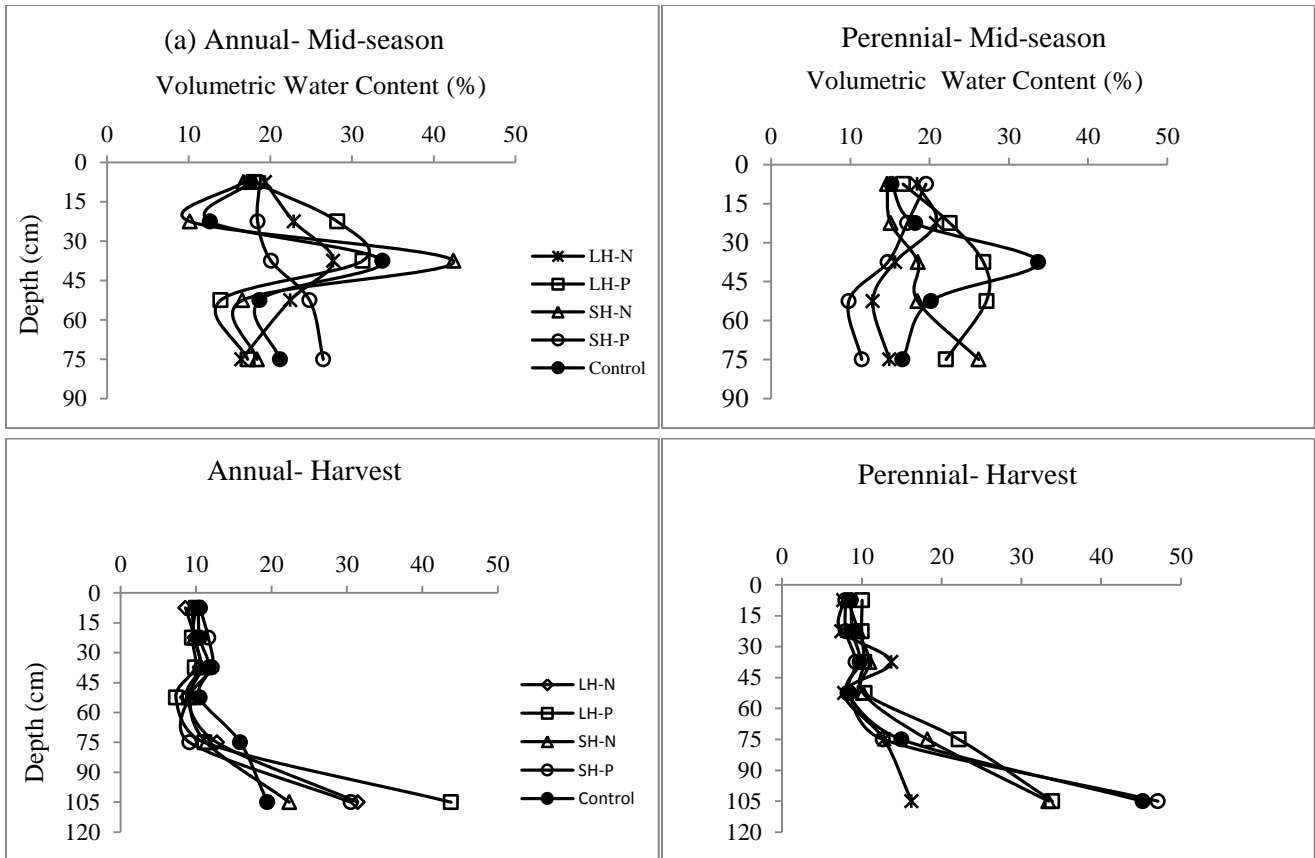 (a) Annual- Mid-season
Volumetric Water Content (%)
0 10 20 30 40 50
0
15
30
45
60
75
90
Depth (cm)
LH-N
LH-P
SH-N
SH-P
Control
Perennial- Mid-season
Volumetric Water Content (%)
0 10 20 30 40 50
0
15
30
45
60
75
90
Annual- Harvest
0 10 20 30 40 50
0
15
30
45
60
75
90
105
120
Depth (cm)
LH-N
LH-P
SH-N
SH-P
Control
Perennial- Harvest
0 10 20 30 40 50
0
15
30
45
60
75
90
105
120